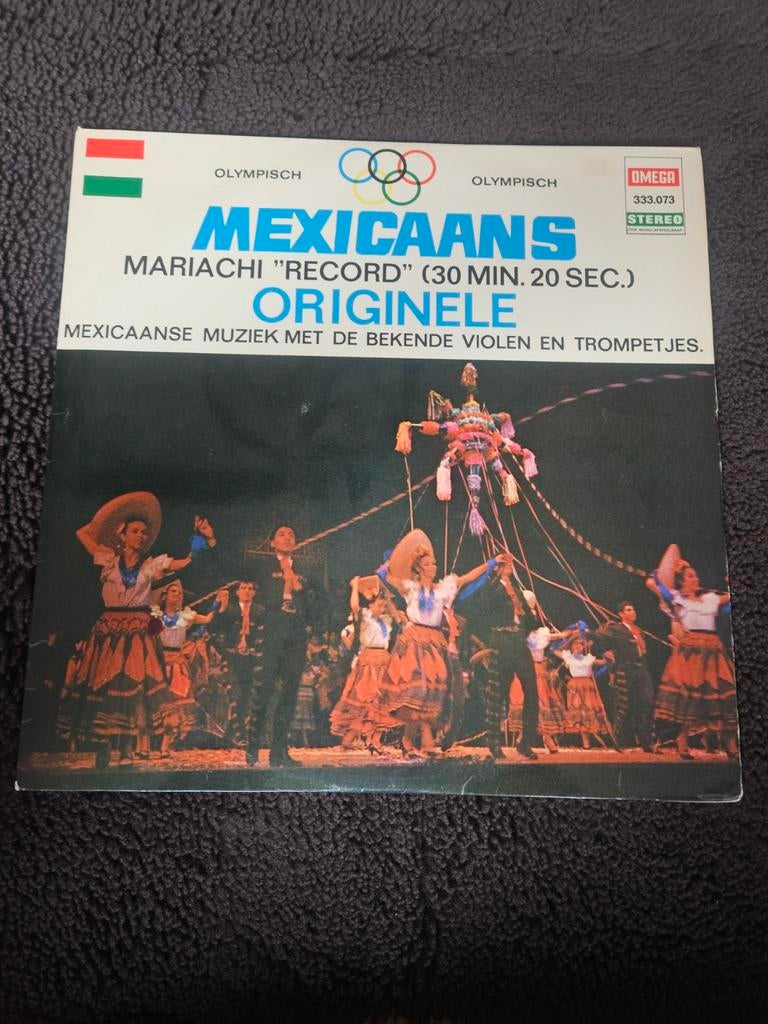 OLYMPISCH
OLYMPISCH
OMEGA
333.073
STEREO
MEXICAANS
MARIACHI "RECORD" (30 MIN. 20 SEC.)
ORIGINELE
MEXICAANSE MUZIEK MET DE BEKENDE VIOLEN EN TROMPETJES.